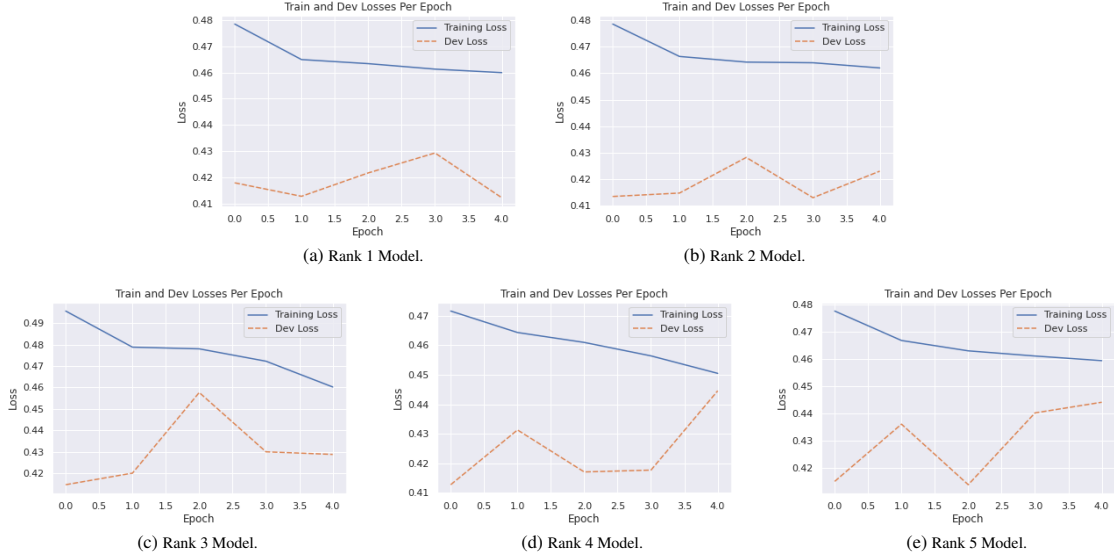 Train and Dev Losses Per Epoch
0.48
0.47
0.46
0.45
0.44
0.43
0.42
0.41
Loss
Training Loss
Dev Loss
0.0 0.5 1.0 1.5 2.0 2.5 3.0 3.5 4.0
Epoch
(a) Rank 1 Model.
Train and Dev Losses Per Epoch
0.48
0.47
0.46
0.45
0.44
0.43
0.42
0.41
Loss
Training Loss
Dev Loss
0.0 0.5 1.0 1.5 2.0 2.5 3.0 3.5 4.0
Epoch
(b) Rank 2 Model.
Train and Dev Losses Per Epoch
0.49
0.48
0.47
0.46
0.45
0.44
0.43
0.42
Loss
Training Loss
Dev Loss
0.0 0.5 1.0 1.5 2.0 2.5 3.0 3.5 4.0
Epoch
(c) Rank 3 Model.
Train and Dev Losses Per Epoch
0.47
0.46
0.45
0.44
0.43
0.42
0.41
Loss
Training Loss
Dev Loss
0.0 0.5 1.0 1.5 2.0 2.5 3.0 3.5 4.0
Epoch
(d) Rank 4 Model.
Train and Dev Losses Per Epoch
0.48
0.47
0.46
0.45
0.44
0.43
0.42
Loss
Training Loss
Dev Loss
0.0 0.5 1.0 1.5 2.0 2.5 3.0 3.5 4.0
Epoch
(e) Rank 5 Model.